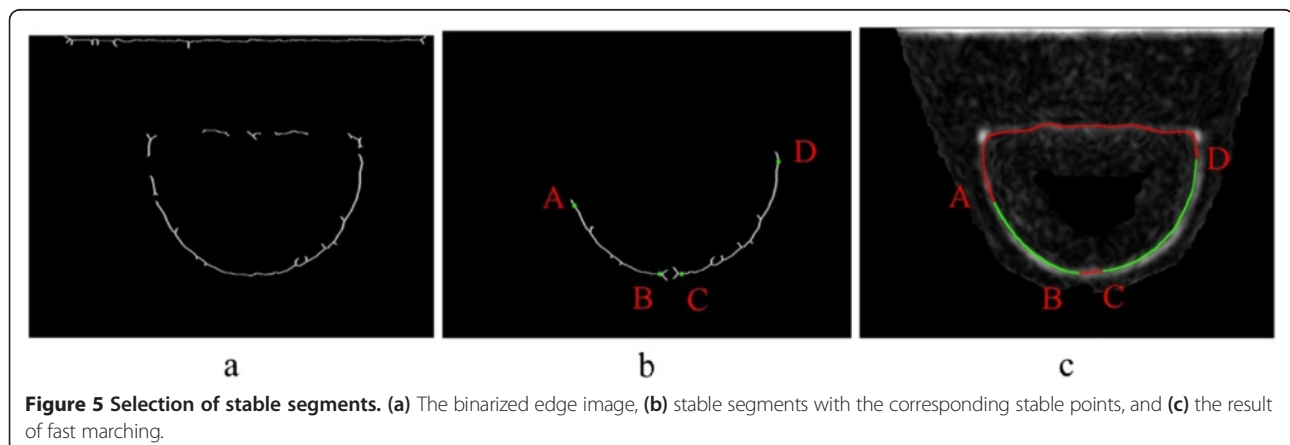 A
B
C
D
A
B
C
D
a
b
c
Figure 5 Selection of stable segments. (a) The binarized edge image, (b) stable segments with the corresponding stable points, and (c) the result
of fast marching.